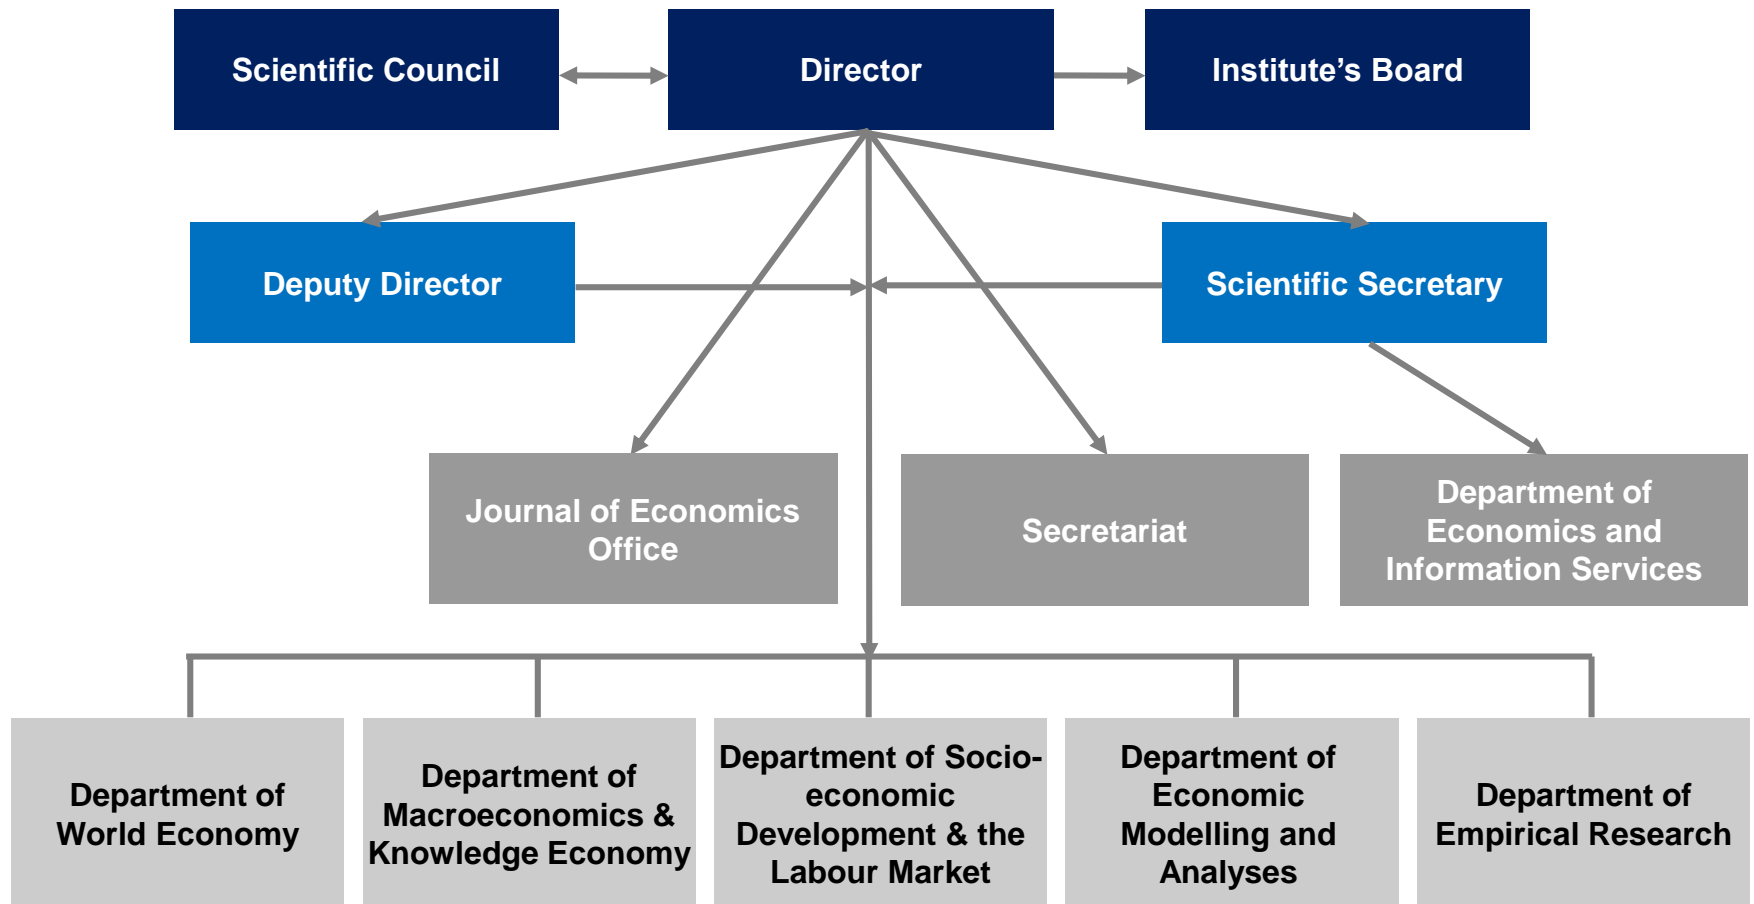 Scientific Council
Director
Institute’s Board
Deputy Director
Scientific Secretary
Journal of Economics
Office
Secretariat
Department of
Economics and
Information Services
Department of
World Economy
Department of
Macroeconomics &
Knowledge Economy
Department of Socio-
economic
Development & the
Labour Market
Department of
Economic
Modelling and
Analyses
Department of
Empirical Research